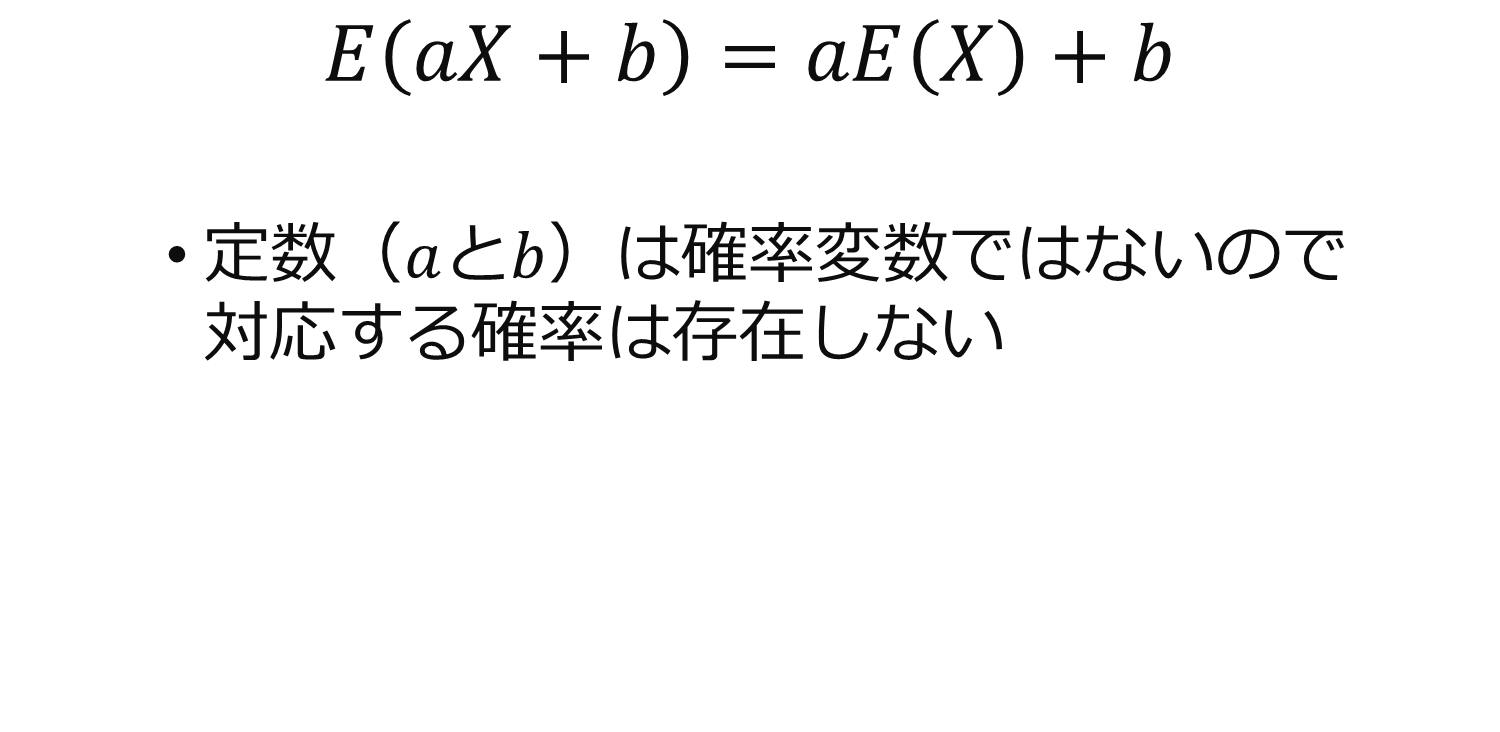 E(aX + b) = aE(X) + b
• 定数（aとb）は確率変数ではないので
対応する確率は存在しない